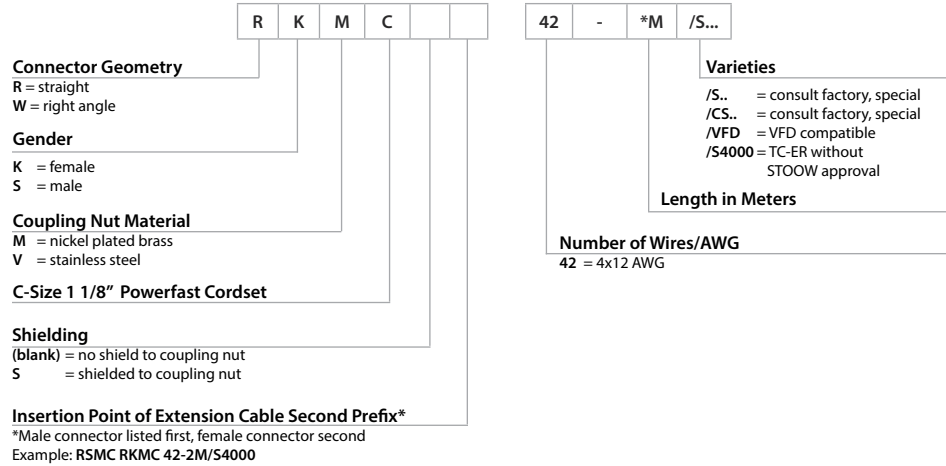 R K M C 42 - *M /S...
Connector Geometry
R = straight
W = right angle
Gender
K = female
S = male
Coupling Nut Material
M = nickel plated brass
V = stainless steel
C-Size 1 1/8" Powerfast Cordset
Shielding
(blank) = no shield to coupling nut
S = shielded to coupling nut
Insertion Point of Extension Cable Second Prefix*
*Male connector listed first, female connector second
Example: RSMC RKMC 42-2M/S4000
Varieties
/S.. = consult factory, special
/CS.. = consult factory, special
/VFD = VFD compatible
/S4000 = TC-ER without
STOOW approval
Length in Meters
Number of Wires/AWG
42 = 4x12 AWG